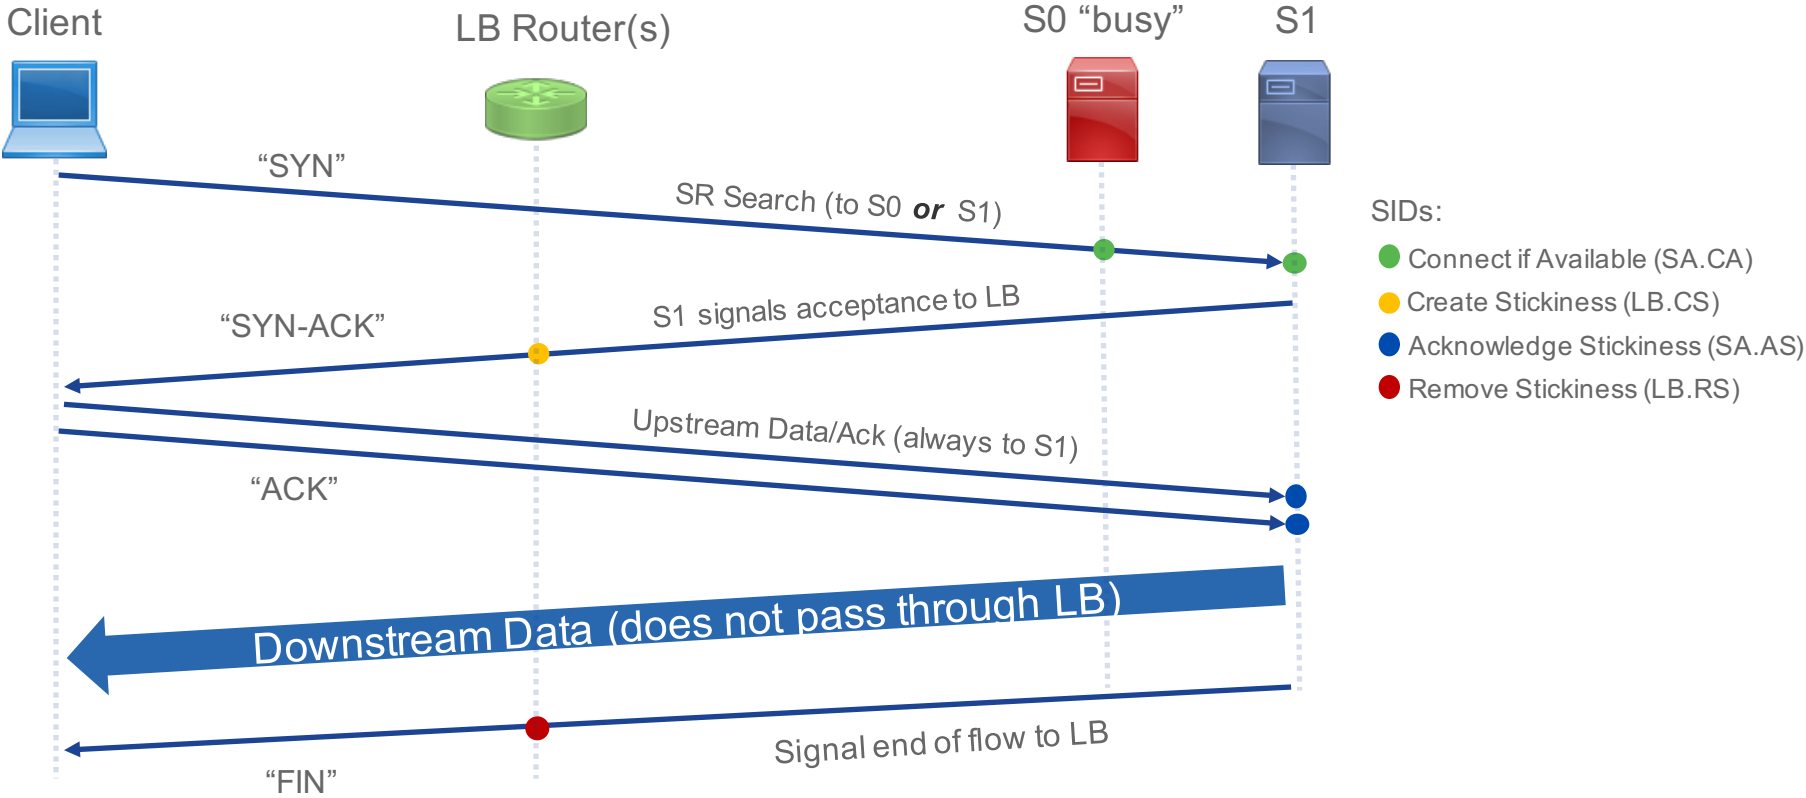 Client
LB Router(s)
S0 “busy”
S1
“SYN”
SR Search (to S0 or S1)
SIDs:
Connect if Available (SA.CA)
Create Stickiness (LB.CS)
Acknowledge Stickiness (SA.AS)
Remove Stickiness (LB.RS)
S1 signals acceptance to LB
“SYN-ACK”
Upstream Data/Ack (always to S1)
“ACK”
Downstream Data (does not pass through LB)
Signal end of flow to LB
“FIN”